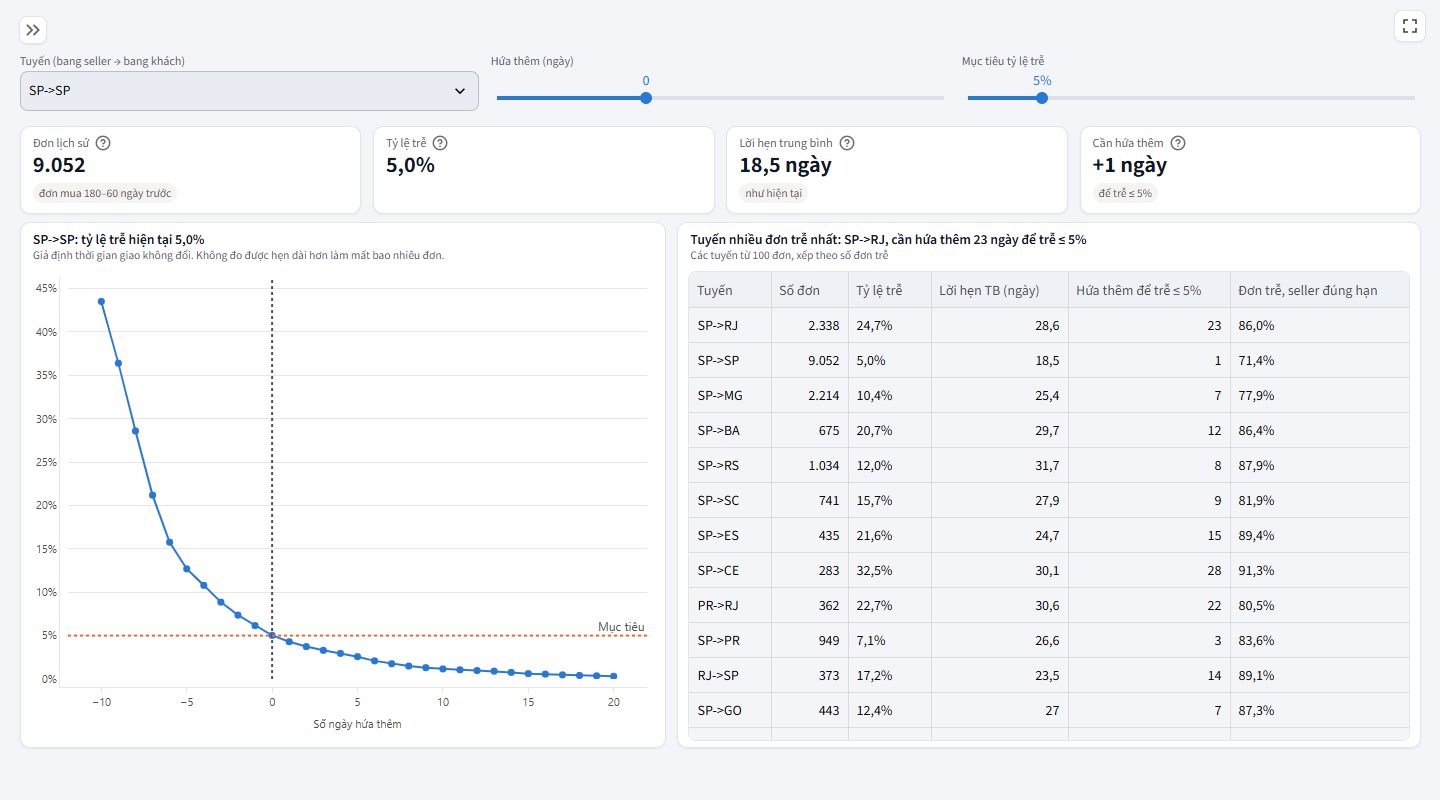 Tuyến (bang seller → bang khách)
SP->SP
Hứa thêm (ngày)
0
Mục tiêu tỷ lệ trễ
5%
Đơn lịch sử
9.052
đơn mua 180–60 ngày trước
Tỷ lệ trễ
5,0%
Lời hẹn trung bình
18,5 ngày
như hiện tại
Cần hứa thêm
+1 ngày
để trễ ≤ 5%
SP->SP: tỷ lệ trễ hiện tại 5,0%
Giả định thời gian giao không đổi. Không đo được hẹn dài hơn làm mất bao nhiêu đơn.
45%
40%
35%
30%
25%
20%
15%
10%
5%
0%
Mục tiêu
−10 −5 0 5 10 15 20
Số ngày hứa thêm
Tuyến nhiều đơn trễ nhất: SP->RJ, cần hứa thêm 23 ngày để trễ ≤ 5%
Các tuyến từ 100 đơn, xếp theo số đơn trễ
Tuyến Số đơn Tỷ lệ trễ Lời hẹn TB (ngày) Hứa thêm để trễ ≤ 5% Đơn trễ, seller đúng hạn
SP->RJ 2.338 24,7% 28,6 23 86,0%
SP->SP 9.052 5,0% 18,5 1 71,4%
SP->MG 2.214 10,4% 25,4 7 77,9%
SP->BA 675 20,7% 29,7 12 86,4%
SP->RS 1.034 12,0% 31,7 8 87,9%
SP->SC 741 15,7% 27,9 9 81,9%
SP->ES 435 21,6% 24,7 15 89,4%
SP->CE 283 32,5% 30,1 28 91,3%
PR->RJ 362 22,7% 30,6 22 80,5%
SP->PR 949 7,1% 26,6 3 83,6%
RJ->SP 373 17,2% 23,5 14 89,1%
SP->GO 443 12,4% 27 7 87,3%